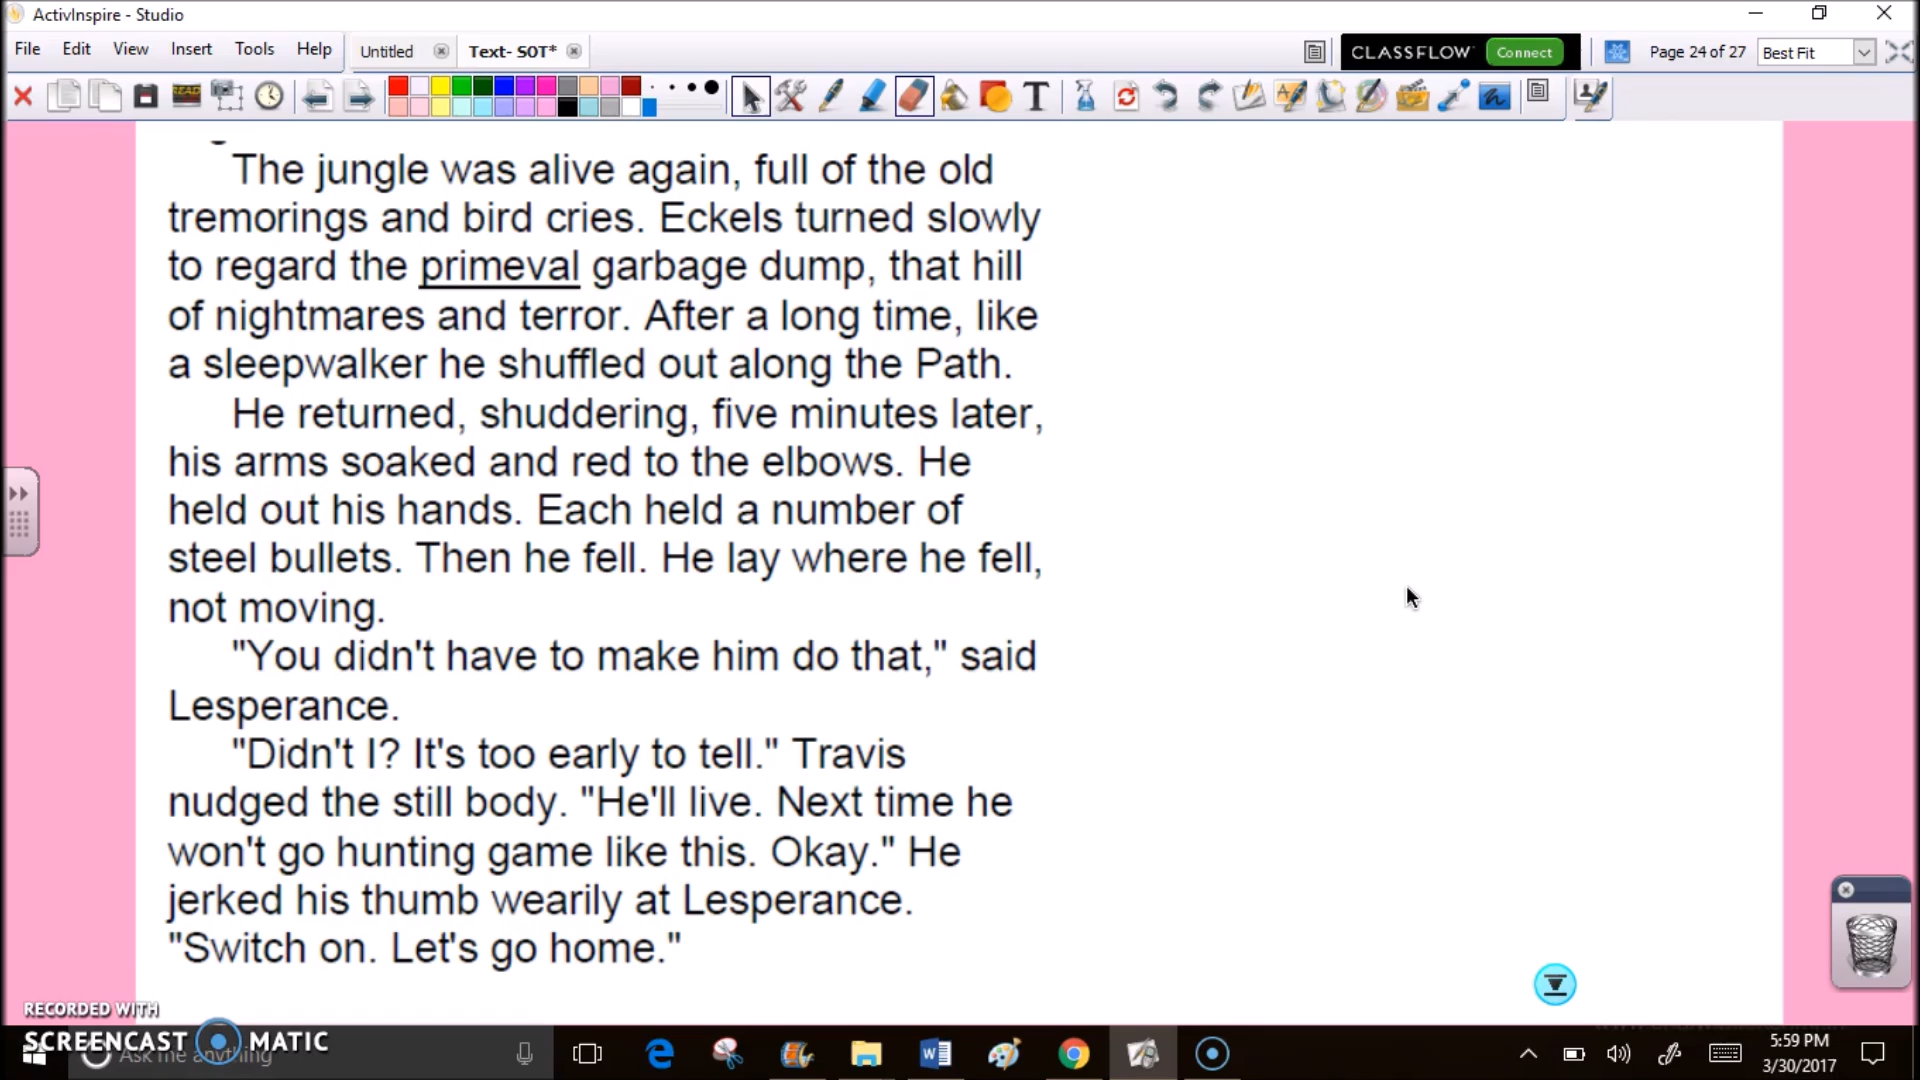 ActivInspire - Studio
File Edit View Insert Tools Help Untitled Text- SOT* CLASSFLOW Connect Page 24 of 27 Best Fit
The jungle was alive again, full of the old
tremorings and bird cries. Eckels turned slowly
to regard the primeval garbage dump, that hill
of nightmares and terror. After a long time, like
a sleepwalker he shuffled out along the Path.
He returned, shuddering, five minutes later,
his arms soaked and red to the elbows. He
held out his hands. Each held a number of
steel bullets. Then he fell. He lay where he fell,
not moving.
"You didn't have to make him do that," said
Lesperance.
"Didn't I? It's too early to tell." Travis
nudged the still body. "He'll live. Next time he
won't go hunting game like this. Okay." He
jerked his thumb wearily at Lesperance.
"Switch on. Let's go home."
RECORDED WITH
SCREENCAST MATIC
Ask me anything
5:59 PM
3/30/2017